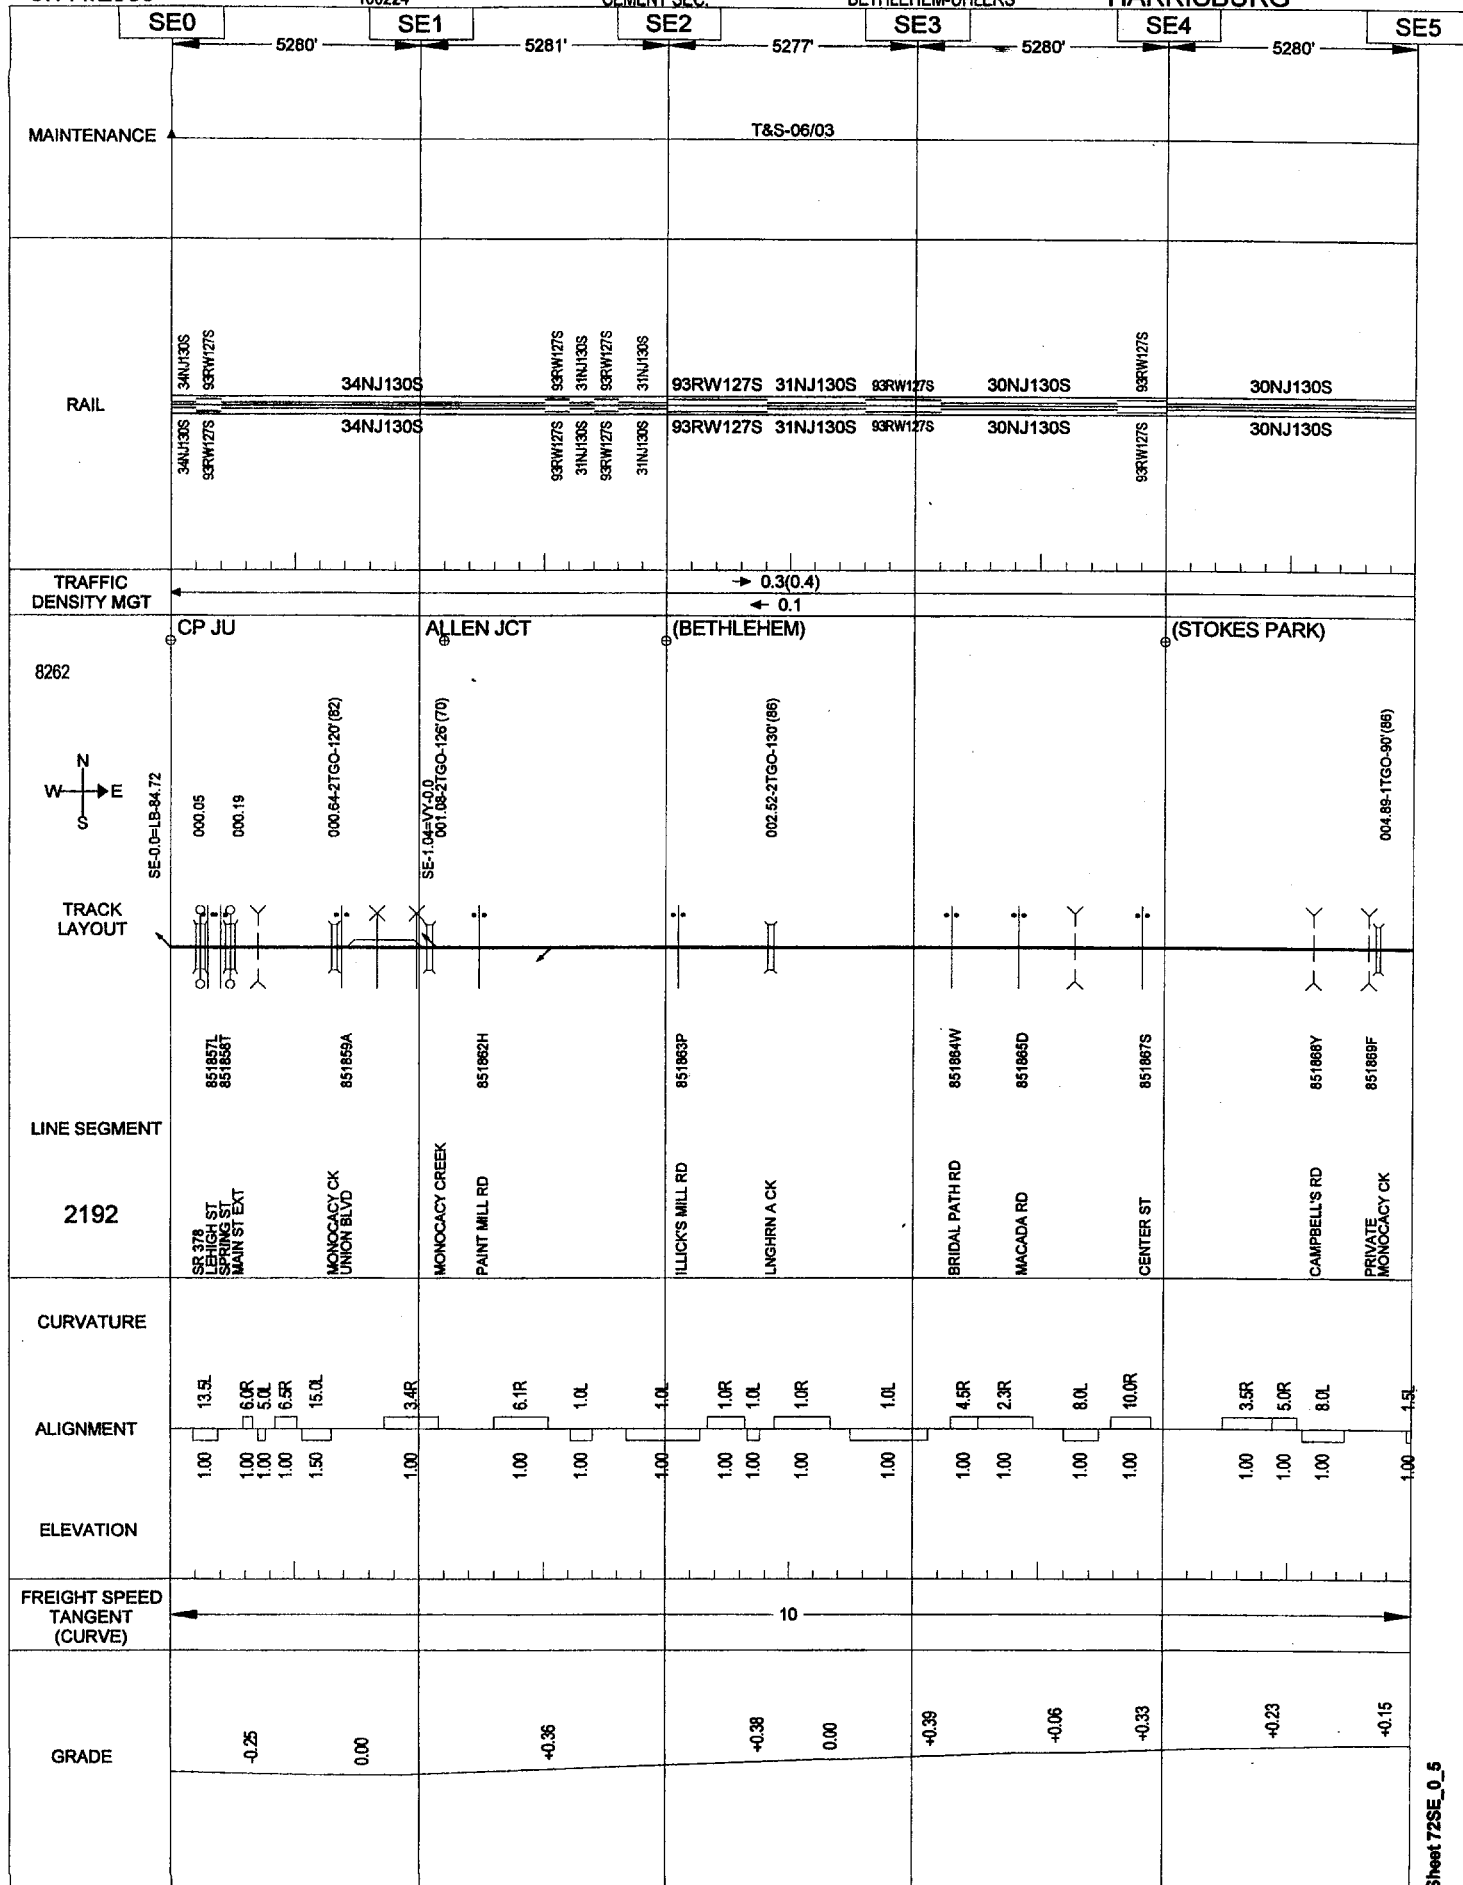 100224 CEMENT SEC. HARRISBURG
SE0 SE1 SE2 SE3 SE4 SE5
5280' 5281' 5277' 5280' 5280'
MAINTENANCE
T&S-06/03
34NJ130S 93RW127S 93RW127S 31NJ130S 93RW127S 31NJ130S 93RW127S
34NJ130S 93RW127S 31NJ130S 93RW127S 30NJ130S 30NJ130S
RAIL
34NJ130S 93RW127S 31NJ130S 93RW127S 30NJ130S 30NJ130S
34NJ130S 93RW127S 93RW127S 31NJ130S 93RW127S 31NJ130S 93RW127S
TRAFFIC
DENSITY MGT
0.3(0.4)
0.1
CP JU ALLEN JCT (BETHLEHEM) (STOKES PARK)
8262
N
W E
S
SE-0.0=LB-84.72
000.05
000.19
000.64-2TGO-120'(82)
SE-1.04=VY-0.0
001.08-2TGO-126'(70)
002.52-2TGO-130'(86)
004.89-1TGO-90'(86)
TRACK
LAYOUT
851857L
851858T
851859A
851862H
851863P
851864W
851865D
851867S
851868Y
851869F
LINE SEGMENT
2192
SR 378
LEHIGH ST
SPRING ST
MAIN ST EXT
MONOCACY CK
UNION BLVD
MONOCACY CREEK
PAINT MILL RD
ILLICK'S MILL RD
LNGHRN A CK
BRIDAL PATH RD
MACADA RD
CENTER ST
CAMPBELL'S RD
PRIVATE
MONOCACY CK
CURVATURE
13.5L 6.0R 5.0L 6.5R 15.0L 3.4R 6.1R 1.0L 1.0L 1.0R 1.0L 1.0R 1.0L 4.5R 2.3R 8.0L 10.0R 3.5R 5.0R 8.0L 1.5L
ALIGNMENT
1.00 1.00 1.00 1.00 1.50 1.00 1.00 1.00 1.00 1.00 1.00 1.00 1.00 1.00 1.00 1.00 1.00 1.00 1.00 1.00 1.00
ELEVATION
FREIGHT SPEED
TANGENT
(CURVE)
10
GRADE
-0.25 0.00 +0.36 +0.38 0.00 +0.39 +0.06 +0.33 +0.23 +0.15
Sheet 72SE_0_5